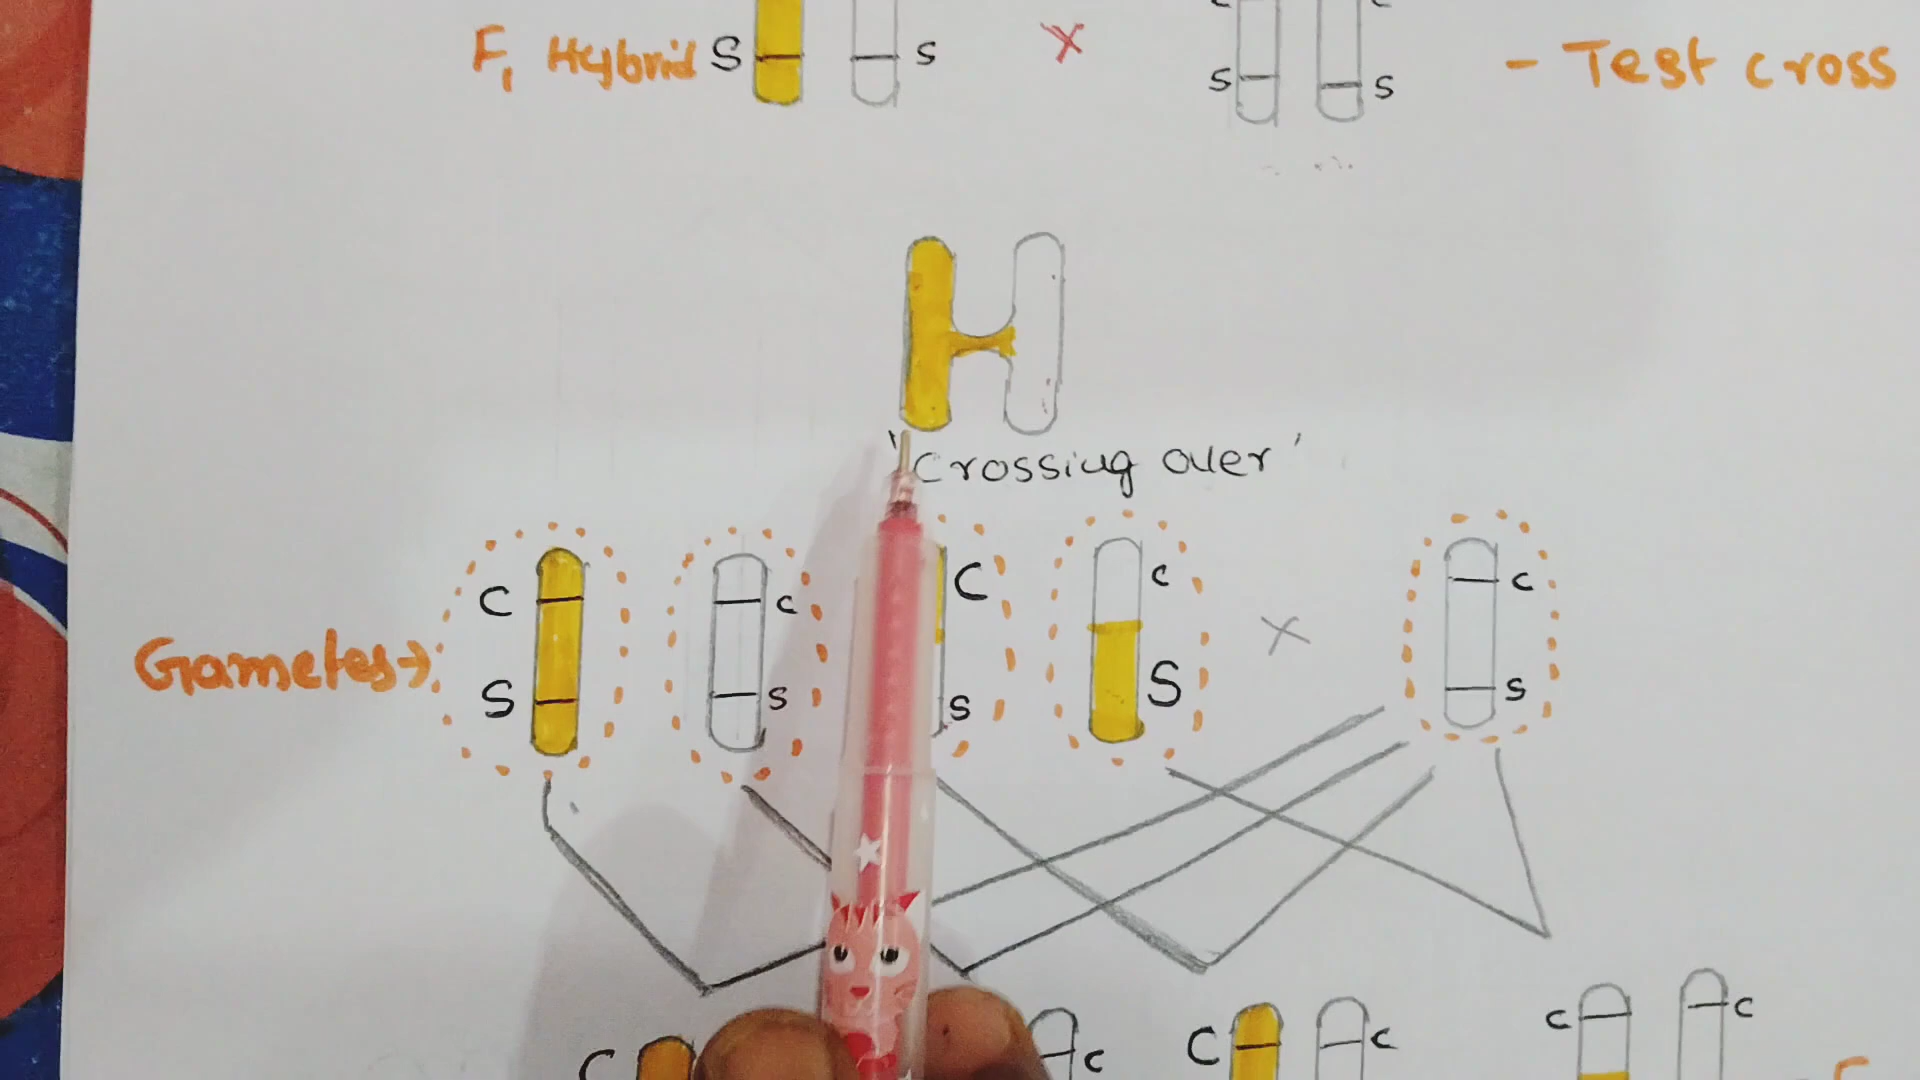 c c
F1 Hybrid S s × s s - Test cross
'Crossing over'
C c C c × c
Gametes→
S s s S s
C c C c c c